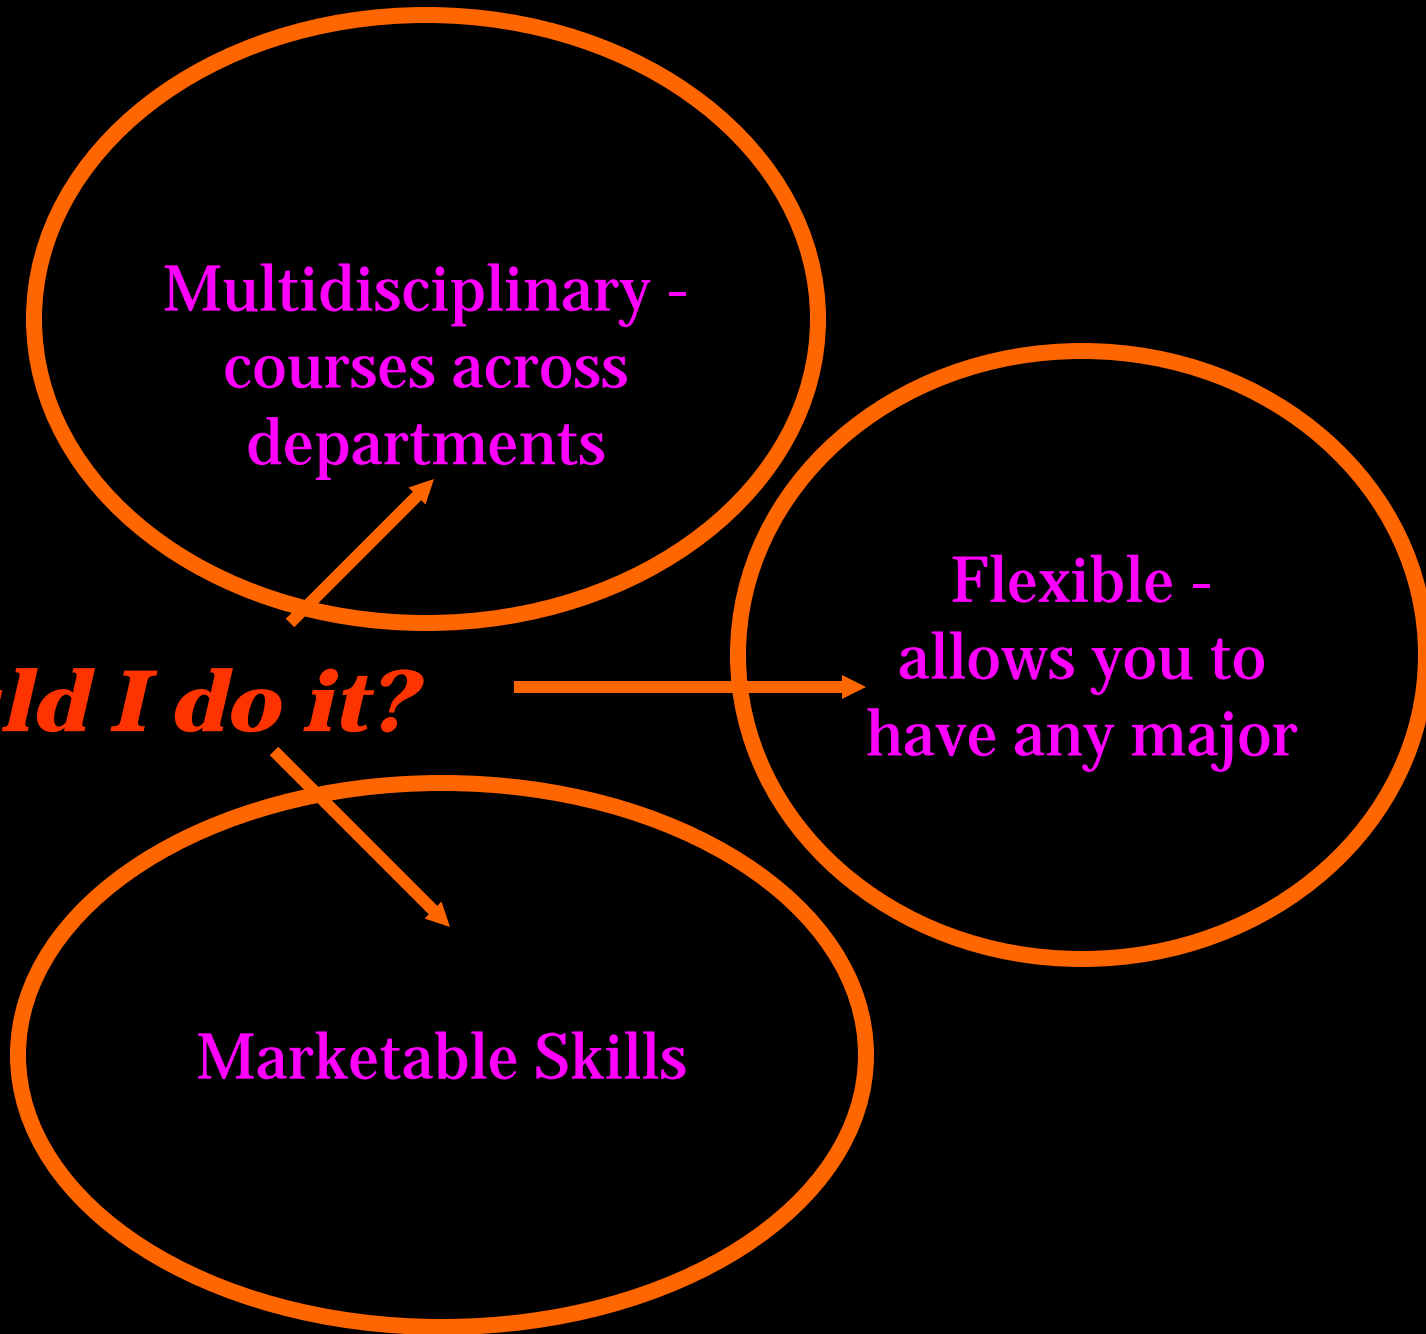 Multidisciplinary -
courses across
departments
Flexible -
allows you to
have any major
ld I do it?
Marketable Skills